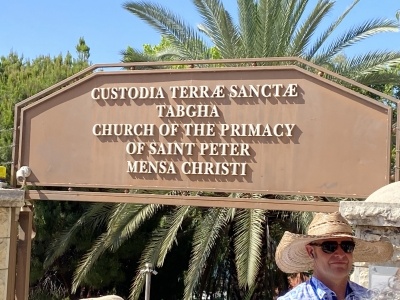 CUSTODIA TERRÆ SANCTÆ
TABGHA
CHURCH OF THE PRIMACY
OF SAINT PETER
MENSA CHRISTI